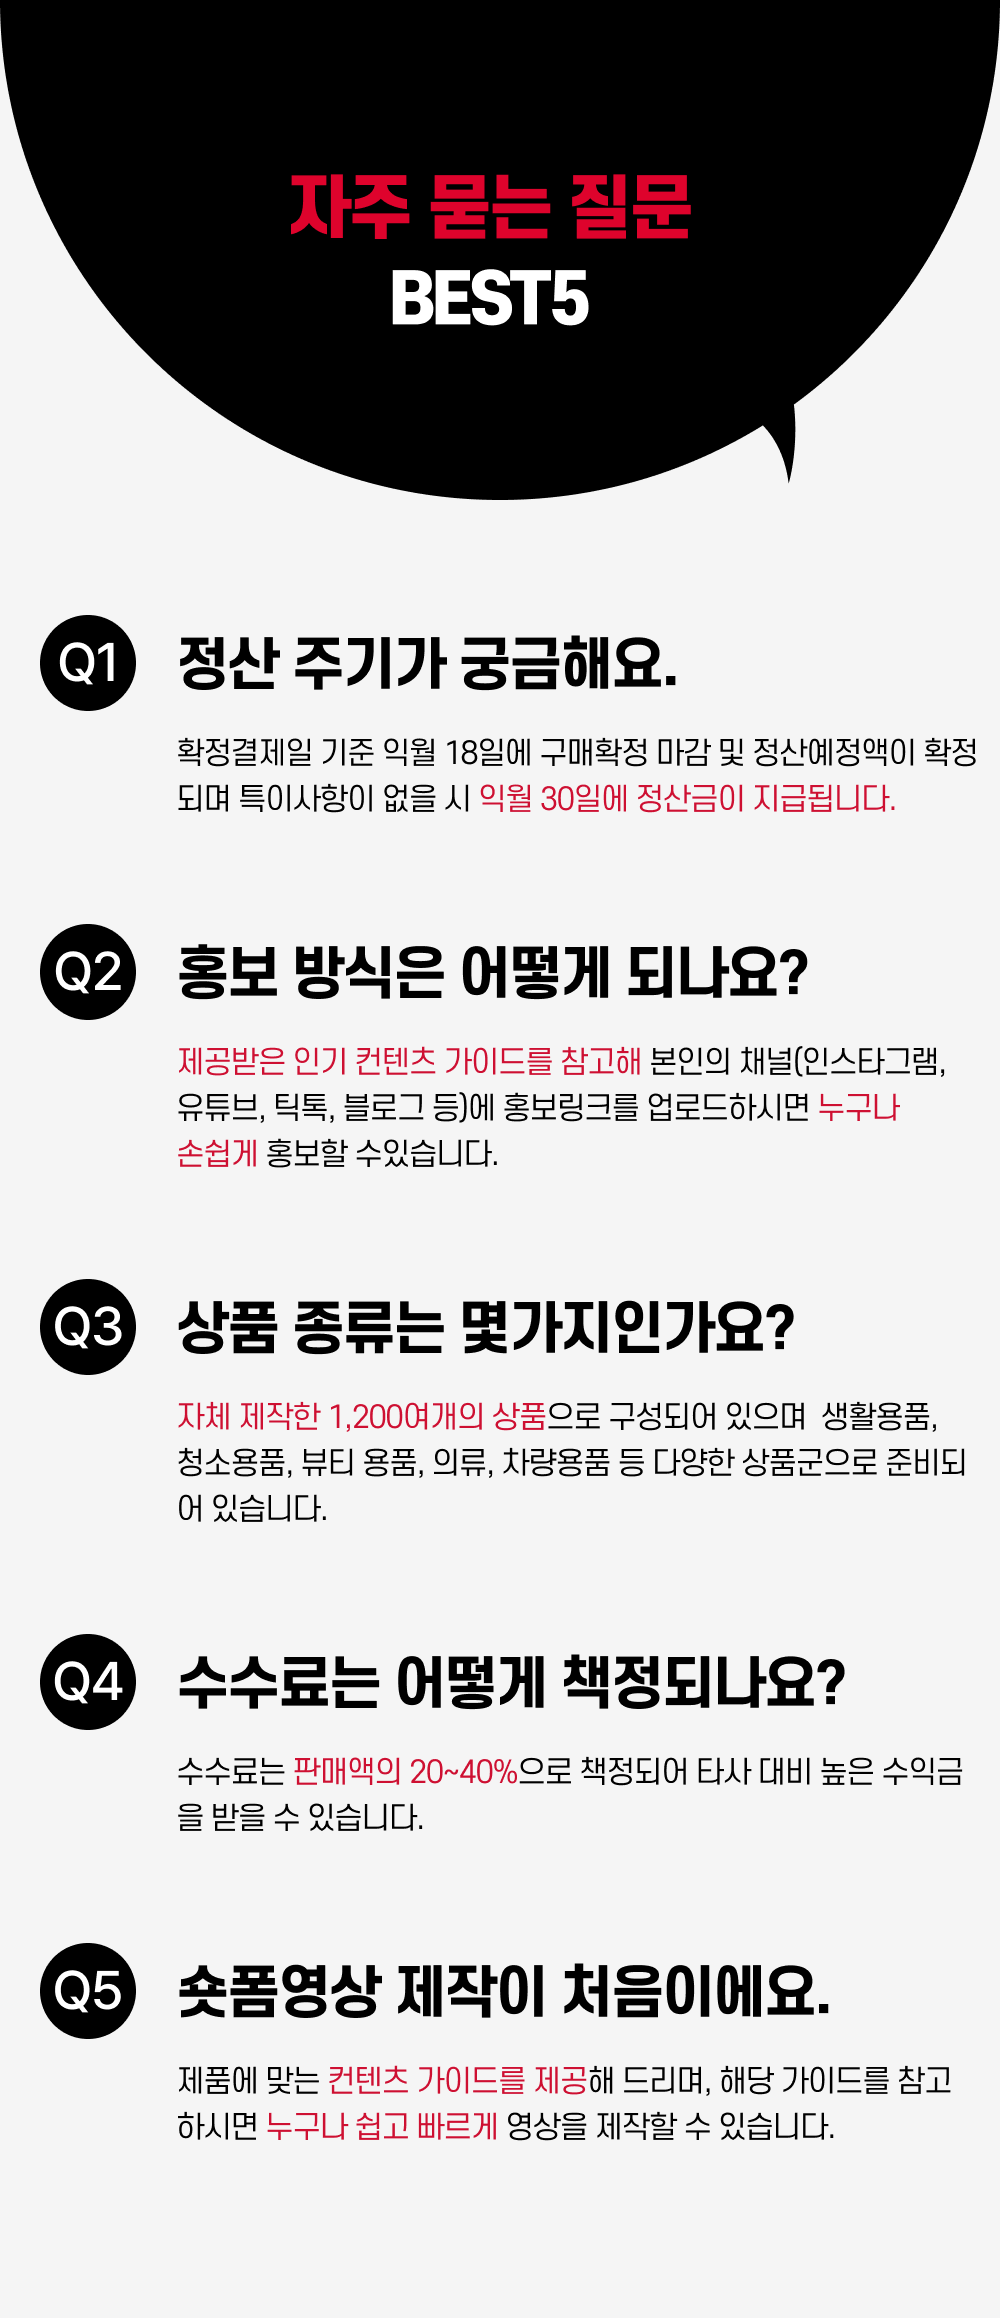 자주 묻는 질문
BEST5
Q1
정산 주기가 궁금해요.
확정결제일 기준 익월 18일에 구매확정 마감 및 정산예정액이 확정
되며 특이사항이 없을 시 익월 30일에 정산금이 지급됩니다.
Q2
홍보 방식은 어떻게 되나요?
제공받은 인기 컨텐츠 가이드를 참고해 본인의 채널(인스타그램,
유튜브, 틱톡, 블로그 등)에 홍보링크를 업로드하시면 누구나
손쉽게 홍보할 수있습니다.
Q3
상품 종류는 몇가지인가요?
자체 제작한 1,200여개의 상품으로 구성되어 있으며  생활용품,
청소용품, 뷰티 용품, 의류, 차량용품 등 다양한 상품군으로 준비되
어 있습니다.
Q4
수수료는 어떻게 책정되나요?
수수료는 판매액의 20~40%으로 책정되어 타사 대비 높은 수익금
을 받을 수 있습니다.
Q5
숏폼영상 제작이 처음이에요.
제품에 맞는 컨텐츠 가이드를 제공해 드리며, 해당 가이드를 참고
하시면 누구나 쉽고 빠르게 영상을 제작할 수 있습니다.